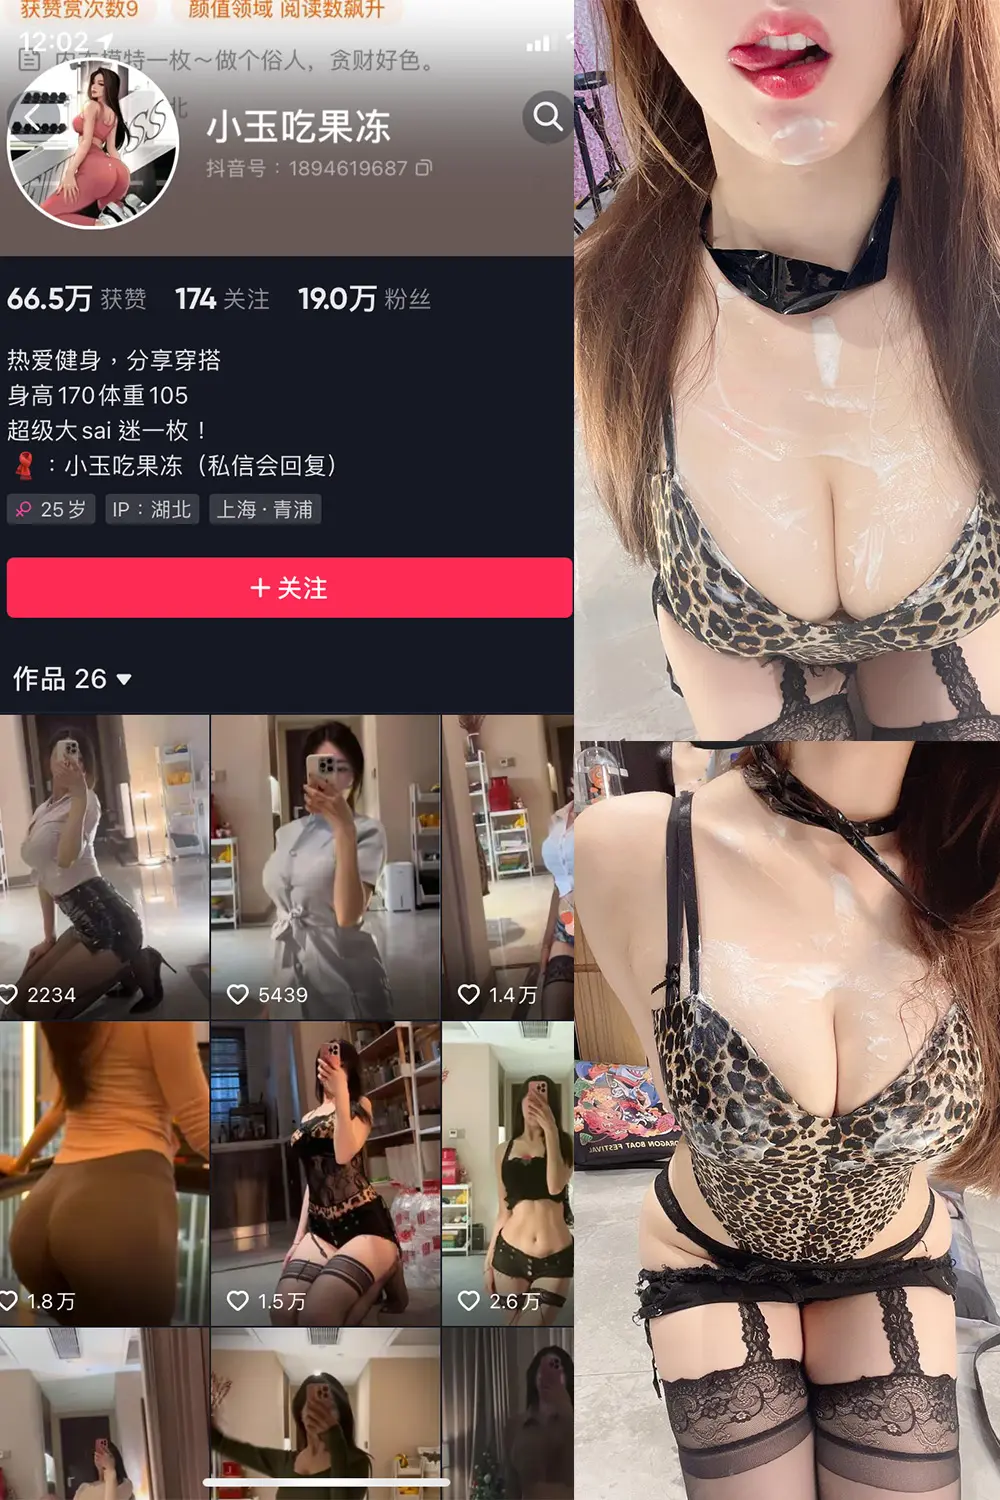 获赞赏次数9 颜值领域 阅读数飙升
12:02
内衣模特一枚～做个俗人，贪财好色。
北
小玉吃果冻
抖音号：1894619687
66.5万 获赞 174 关注 19.0万 粉丝
热爱健身，分享穿搭
身高170体重105
超级大sai 迷一枚！
：小玉吃果冻（私信会回复）
25岁 IP：湖北 上海·青浦
+ 关注
作品 26
2234 5439 1.4万
1.8万 1.5万 2.6万
DRAGON BOAT FESTIVAL